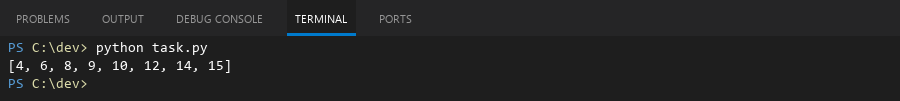 PROBLEMS OUTPUT DEBUG CONSOLE TERMINAL PORTS
PS C:\dev> python task.py
[4, 6, 8, 9, 10, 12, 14, 15]
PS C:\dev>